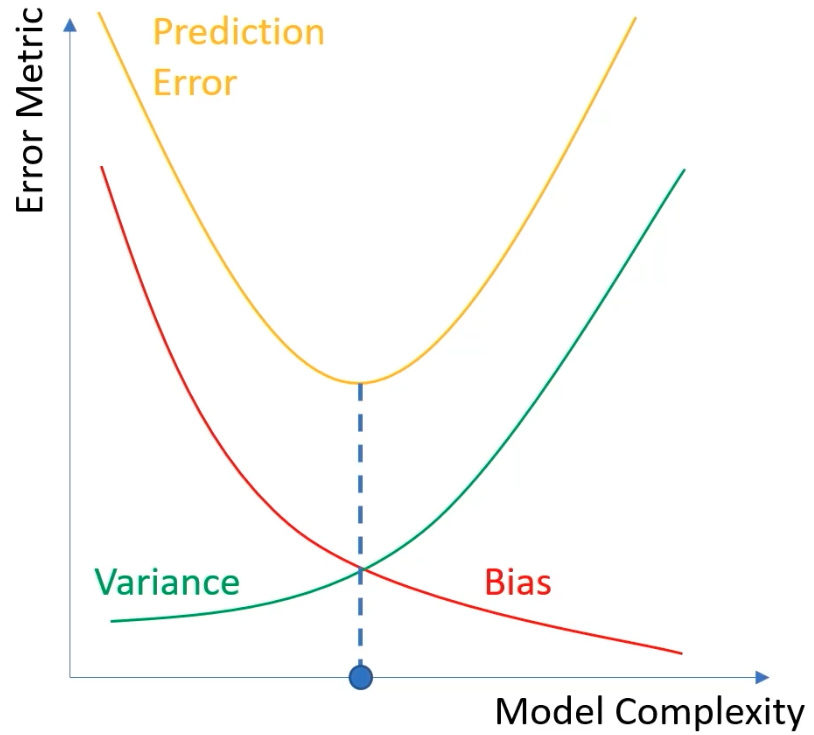 Error Metric
Prediction
Error
Variance
Bias
Model Complexity